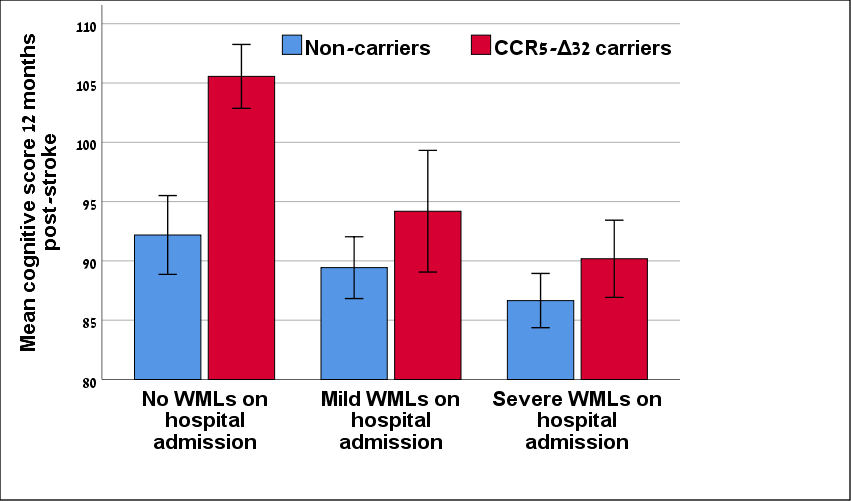 Mean cognitive score 12 months
post-stroke
110
105
100
95
90
85
80
Non-carriers
CCR5-Δ32 carriers
No WMLs on
hospital
admission
Mild WMLs on
hospital
admission
Severe WMLs on
hospital
admission